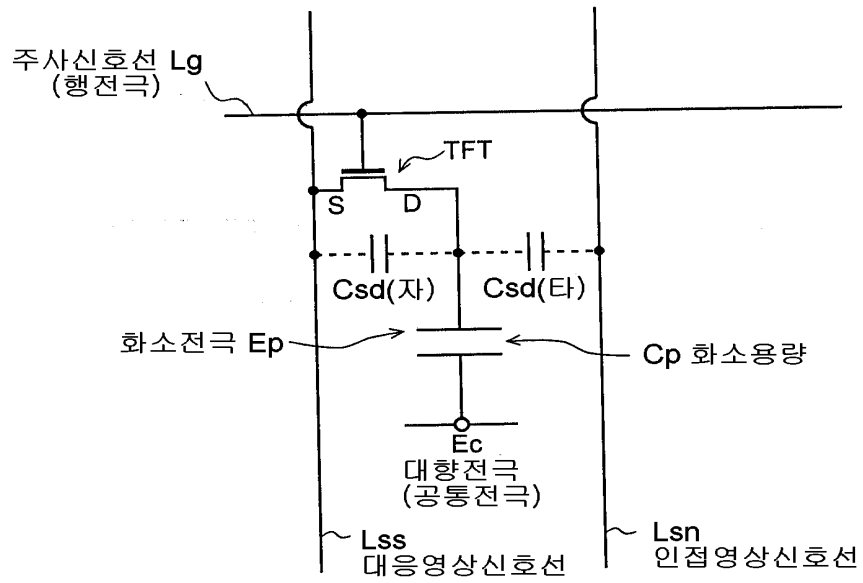 주사신호선 Lg
(행전극)
TFT
S
D
Csd(자)
Csd(타)
화소전극 Ep
Cp 화소용량
Ec
대향전극
(공통전극)
Lss
대응영상신호선
Lsn
인접영상신호선